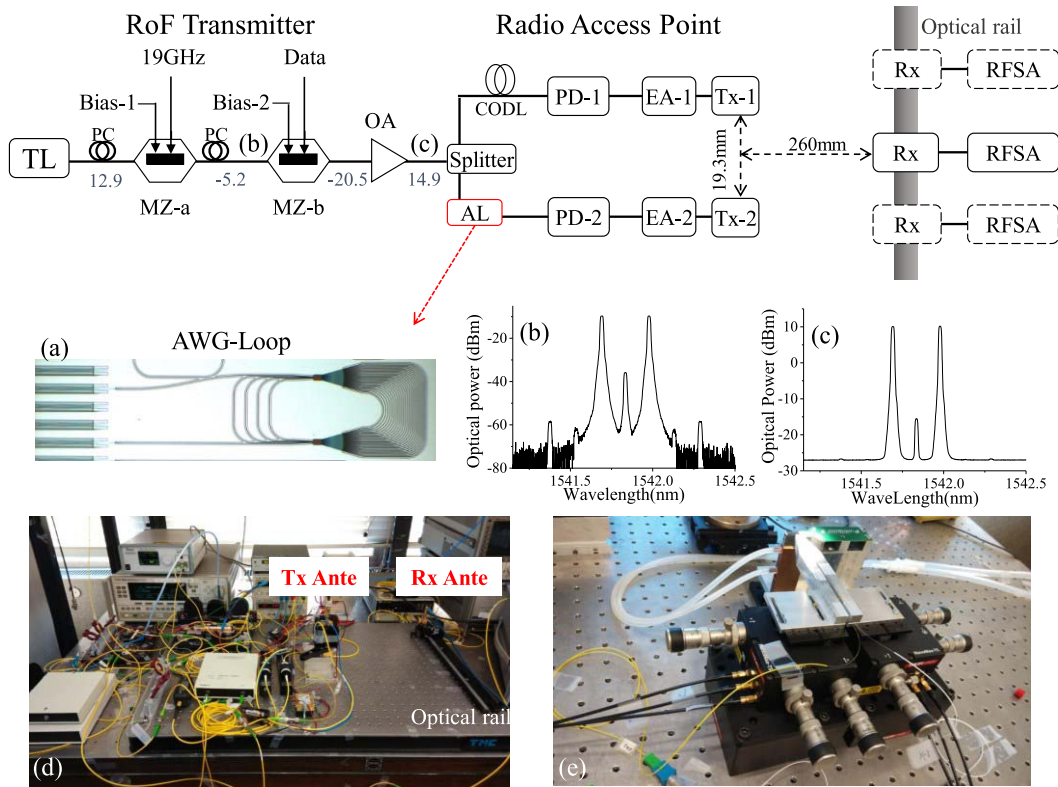 RoF Transmitter
Radio Access Point
Optical rail
19GHz
Data
Bias-1
Bias-2
PC
PC
(b)
OA
(c)
TL
12.9
MZ-a
-5.2
MZ-b
-20.5
14.9
Splitter
CODL
PD-1
EA-1
Tx-1
19.3mm
260mm
AL
PD-2
EA-2
Tx-2
Rx
RFSA
Rx
RFSA
Rx
RFSA
(a)
AWG-Loop
(b)
Optical power (dBm)
-20
-40
-60
-80
1541.5
1542.0
1542.5
Wavelength(nm)
(c)
Opitcal Power (dBm)
10
0
-10
-20
-30
1541.5
1542.0
1542.5
WaveLength(nm)
Tx Ante
Rx Ante
Optical rail
TMC
(d)
(e)